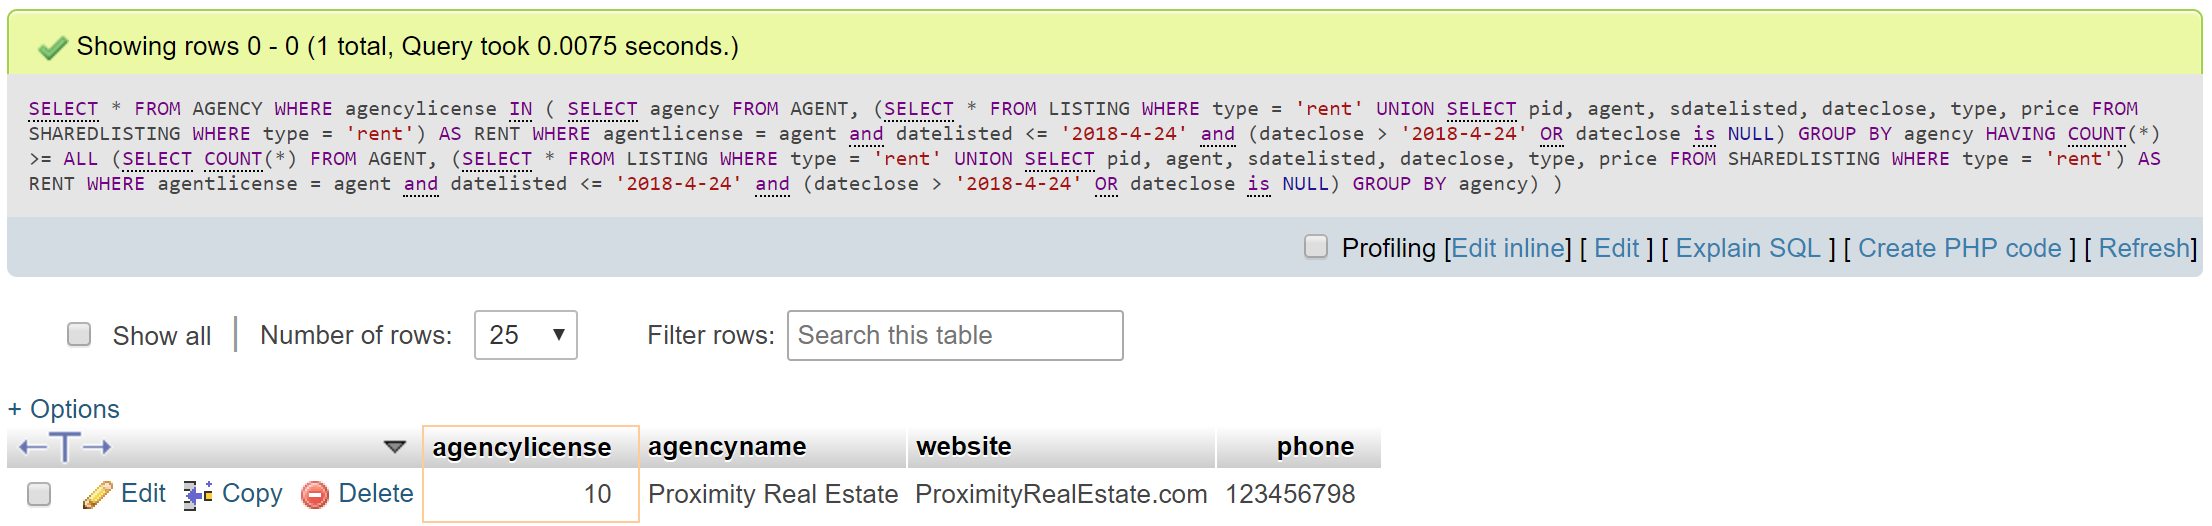 Showing rows 0 - 0 (1 total, Query took 0.0075 seconds.)
SELECT * FROM AGENCY WHERE agencylicense IN ( SELECT agency FROM AGENT, (SELECT * FROM LISTING WHERE type = 'rent' UNION SELECT pid, agent, sdatelisted, dateclose, type, price FROM
SHAREDLISTING WHERE type = 'rent') AS RENT WHERE agentlicense = agent and datelisted <= '2018-4-24' and (dateclose > '2018-4-24' OR dateclose is NULL) GROUP BY agency HAVING COUNT(*)
>= ALL (SELECT COUNT(*) FROM AGENT, (SELECT * FROM LISTING WHERE type = 'rent' UNION SELECT pid, agent, sdatelisted, dateclose, type, price FROM SHAREDLISTING WHERE type = 'rent') AS
RENT WHERE agentlicense = agent and datelisted <= '2018-4-24' and (dateclose > '2018-4-24' OR dateclose is NULL) GROUP BY agency) )
Profiling [Edit inline] [ Edit ] [ Explain SQL ] [ Create PHP code ] [ Refresh]
Show all | Number of rows: 25 Filter rows: Search this table
+ Options
agencylicense agencyname website phone
Edit Copy Delete 10 Proximity Real Estate ProximityRealEstate.com 123456798